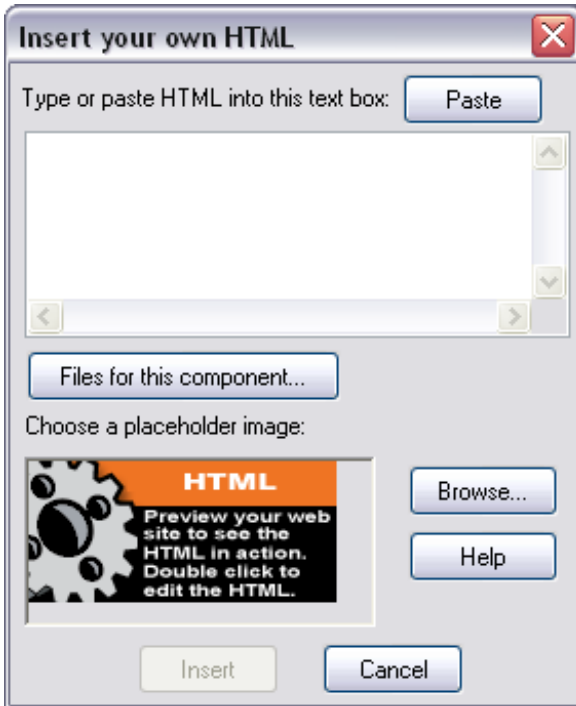 Insert your own HTML
Type or paste HTML into this text box: Paste
Files for this component...
Choose a placeholder image:
HTML
Preview your web
site to see the
HTML in action.
Double click to
edit the HTML.
Browse...
Help
Insert Cancel